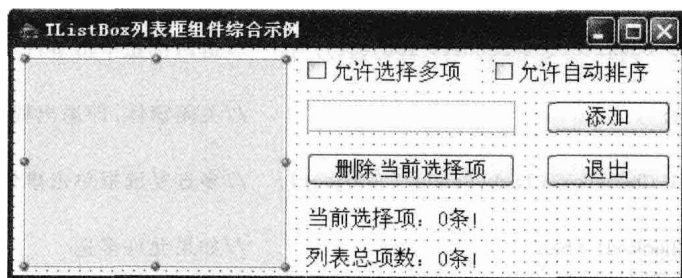 TListBox列表框组件综合示例
允许选择多项 允许自动排序
添加
删除当前选择项 退出
当前选择项：0条!
列表总项数：0条!